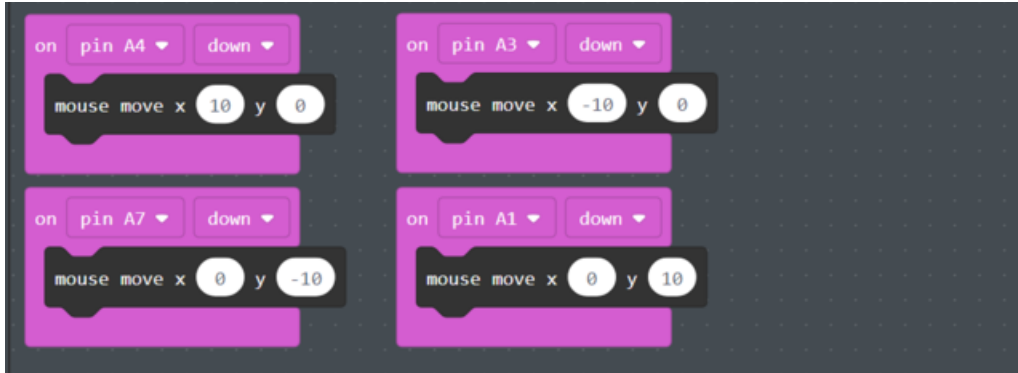 on pin A4 down
mouse move x 10 y 0
on pin A3 down
mouse move x -10 y 0
on pin A7 down
mouse move x 0 y -10
on pin A1 down
mouse move x 0 y 10